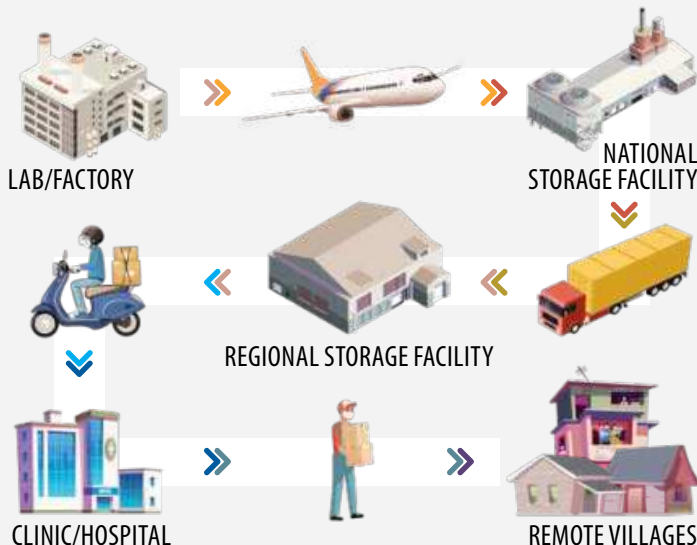 LAB/FACTORY
NATIONAL
STORAGE FACILITY
REGIONAL STORAGE FACILITY
CLINIC/HOSPITAL
REMOTE VILLAGES